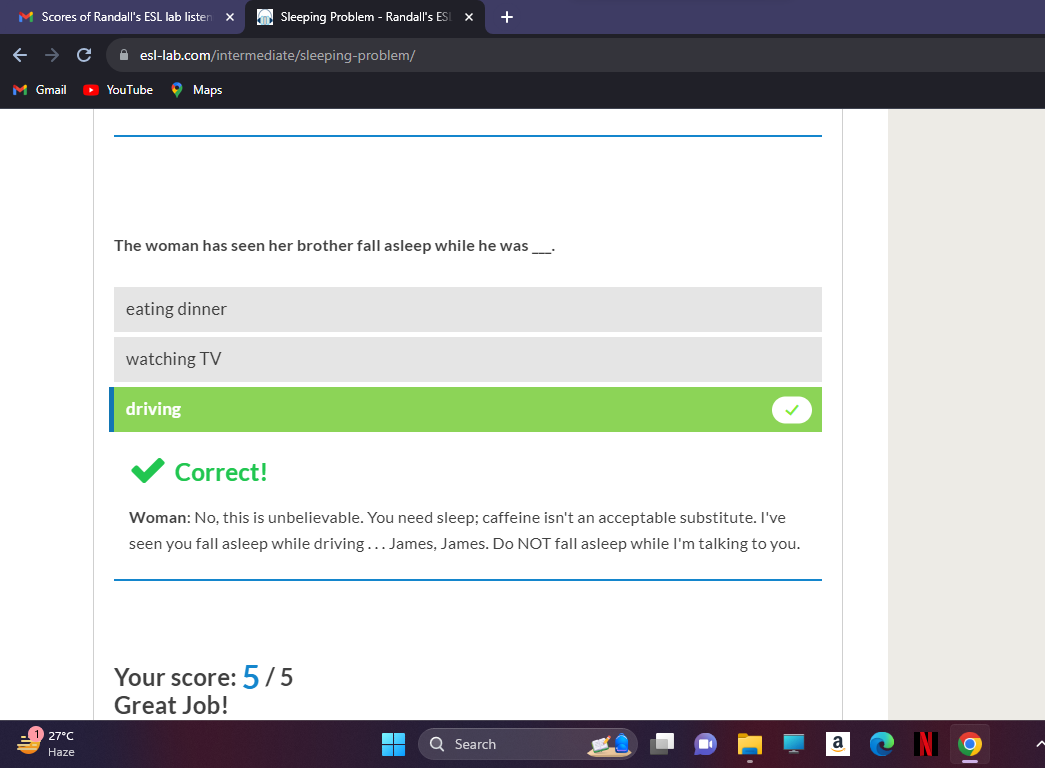 Scores of Randall's ESL lab listen
Sleeping Problem - Randall's ESL
esl-lab.com/intermediate/sleeping-problem/
Gmail YouTube Maps
The woman has seen her brother fall asleep while he was ___.
eating dinner
watching TV
driving
Correct!
Woman: No, this is unbelievable. You need sleep; caffeine isn't an acceptable substitute. I've
seen you fall asleep while driving . . . James, James. Do NOT fall asleep while I'm talking to you.
Your score: 5 / 5
Great Job!
1
27°C
Haze
Search
a
N